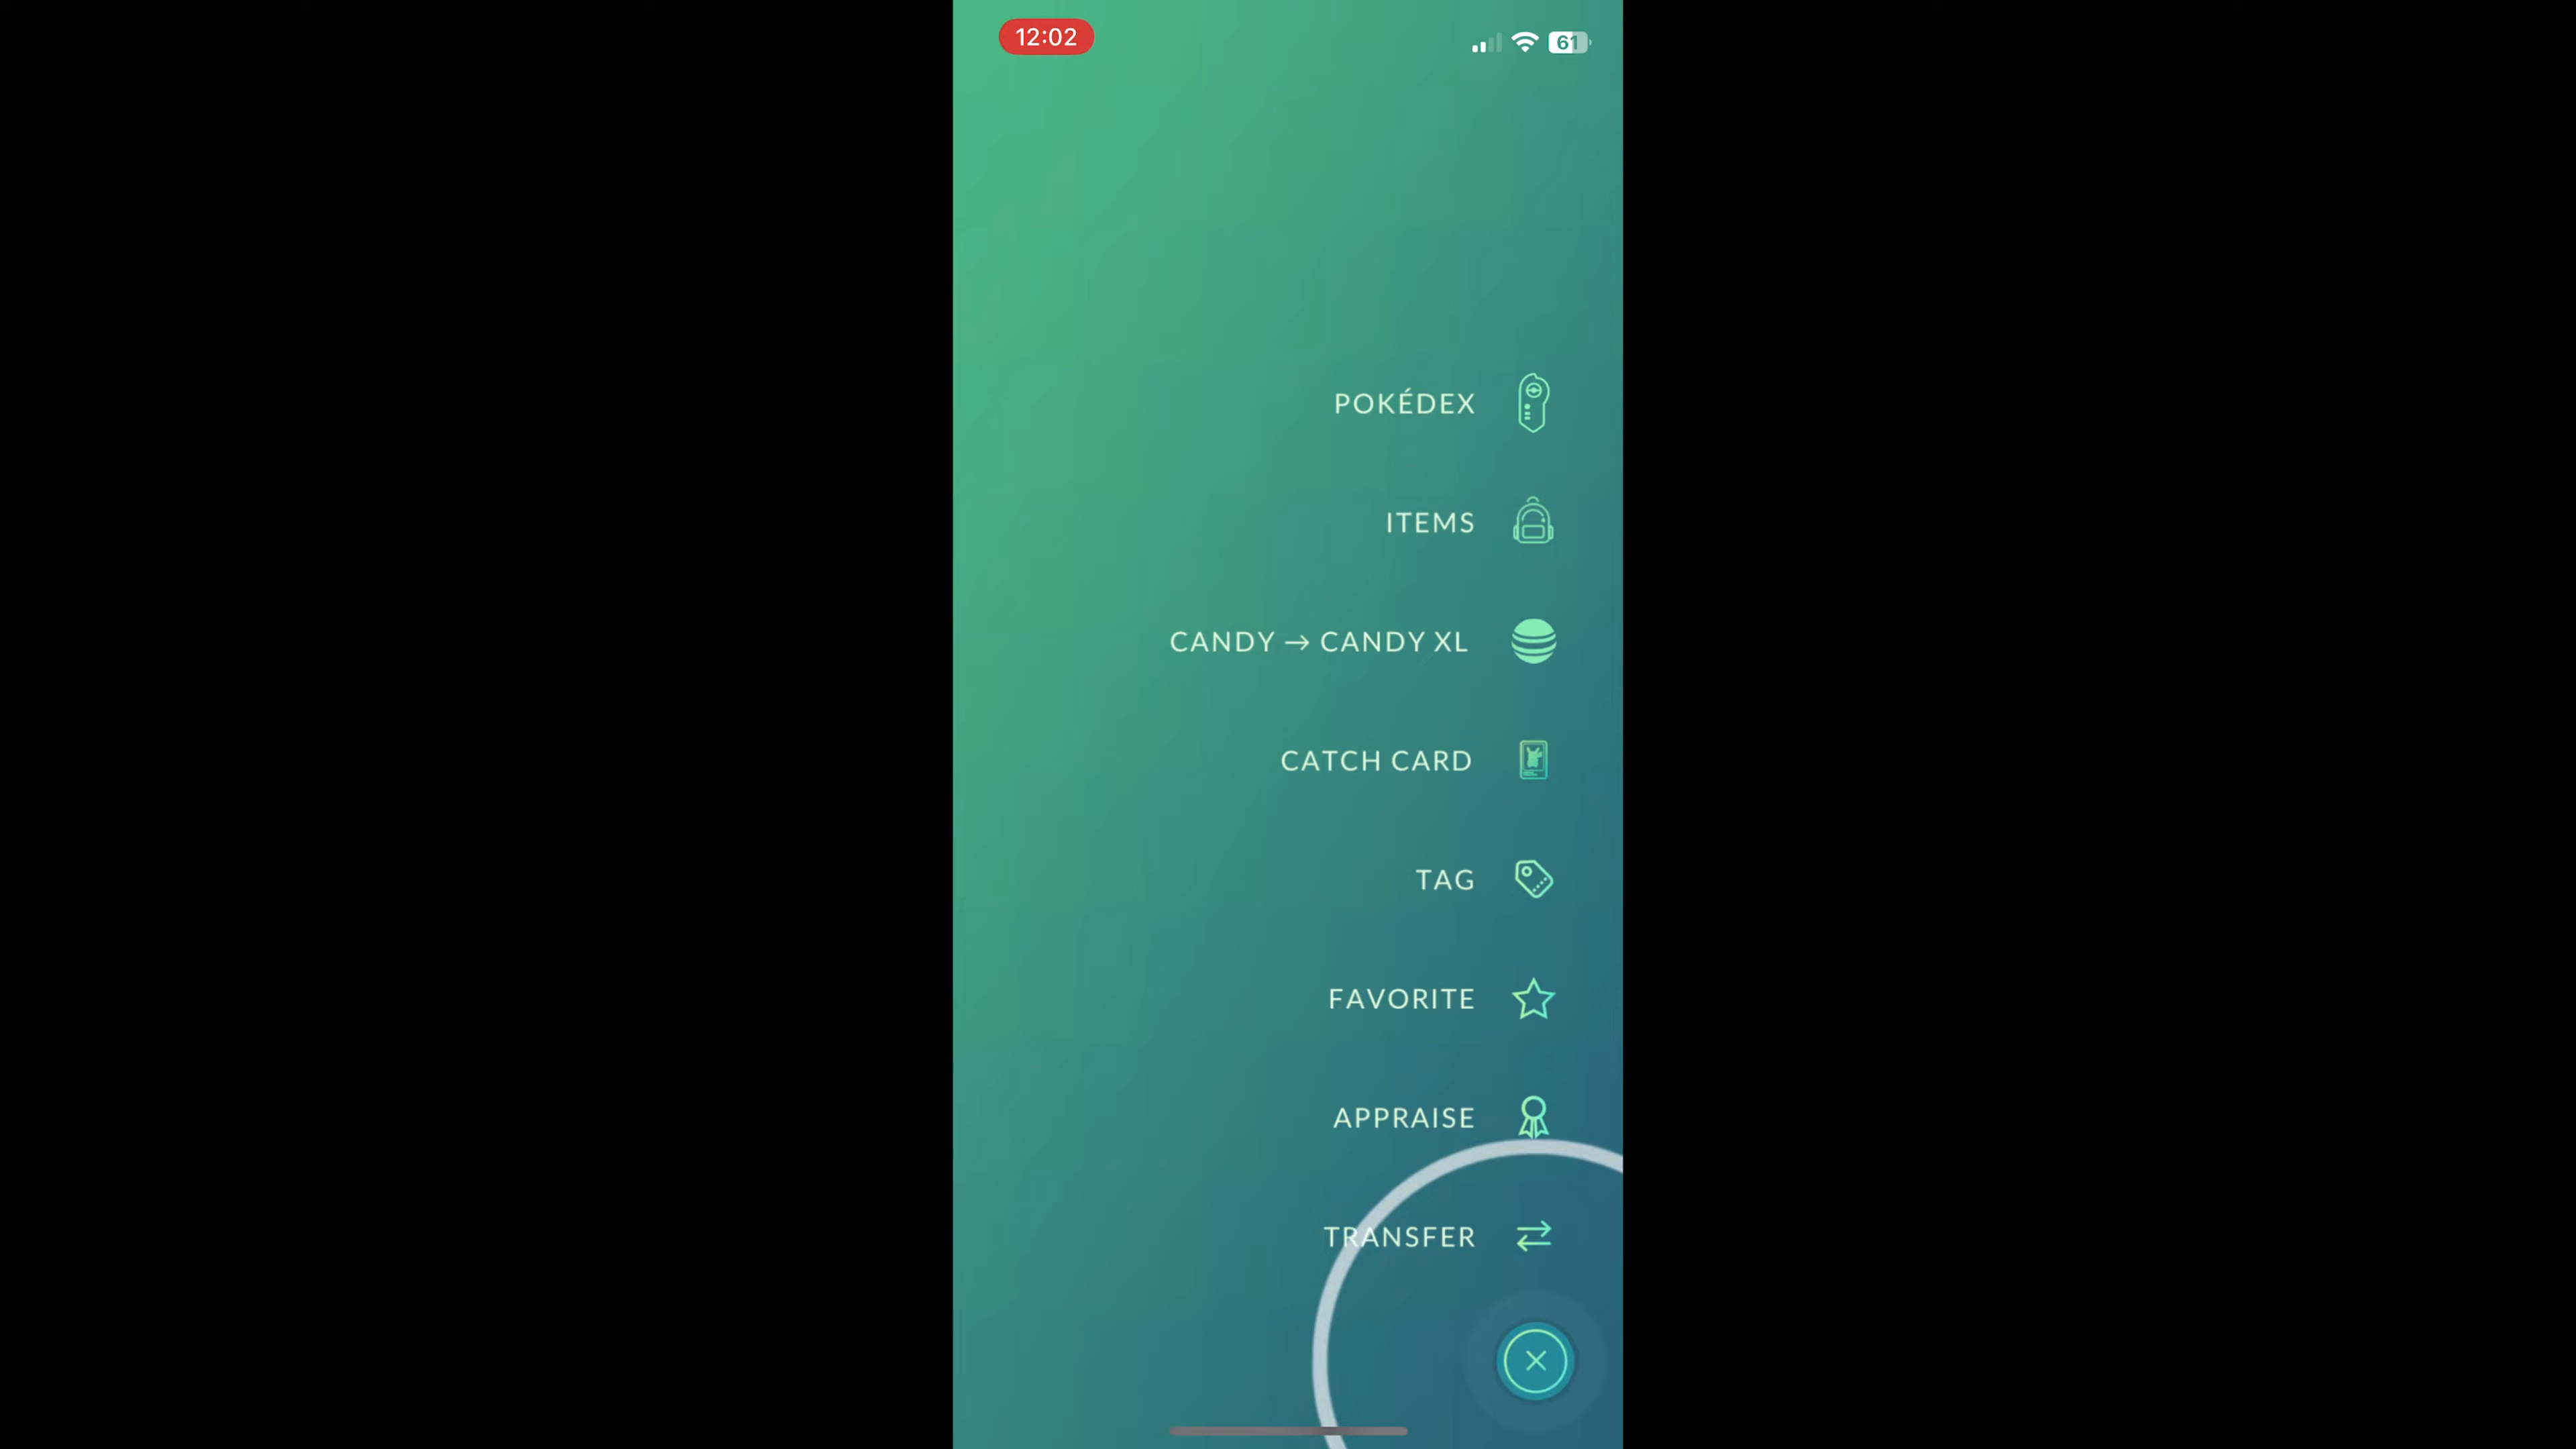 12:02
61
POKÉDEX
ITEMS
CANDY → CANDY XL
CATCH CARD
TAG
FAVORITE
APPRAISE
TRANSFER